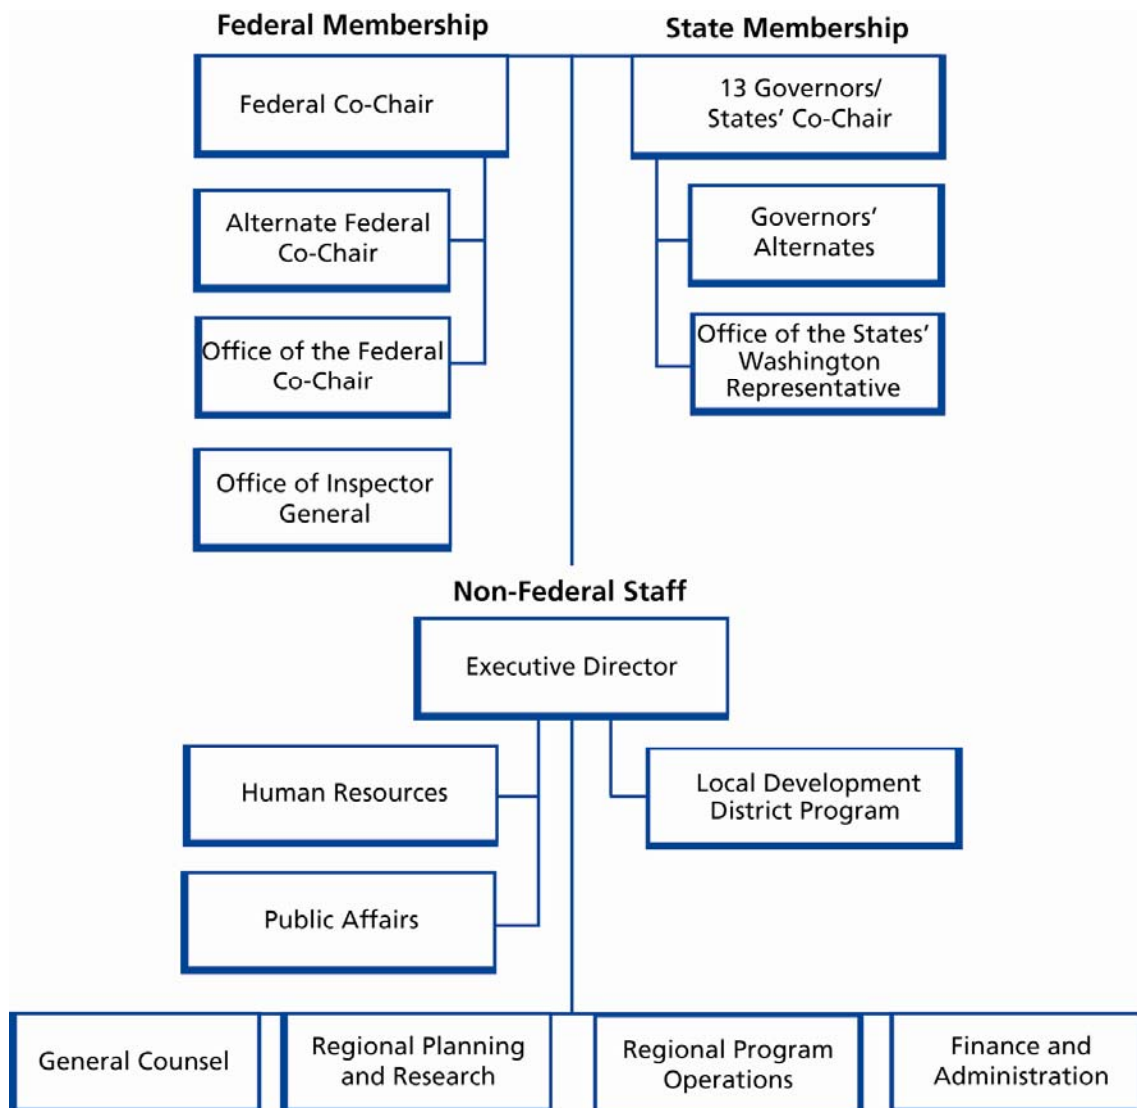 Federal Membership
State Membership
Federal Co-Chair
13 Governors/
States’ Co-Chair
Alternate Federal
Co-Chair
Governors’
Alternates
Office of the Federal
Co-Chair
Office of the States’
Washington
Representative
Office of Inspector
General
Non-Federal Staff
Executive Director
Human Resources
Local Development
District Program
Public Affairs
General Counsel
Regional Planning
and Research
Regional Program
Operations
Finance and
Administration